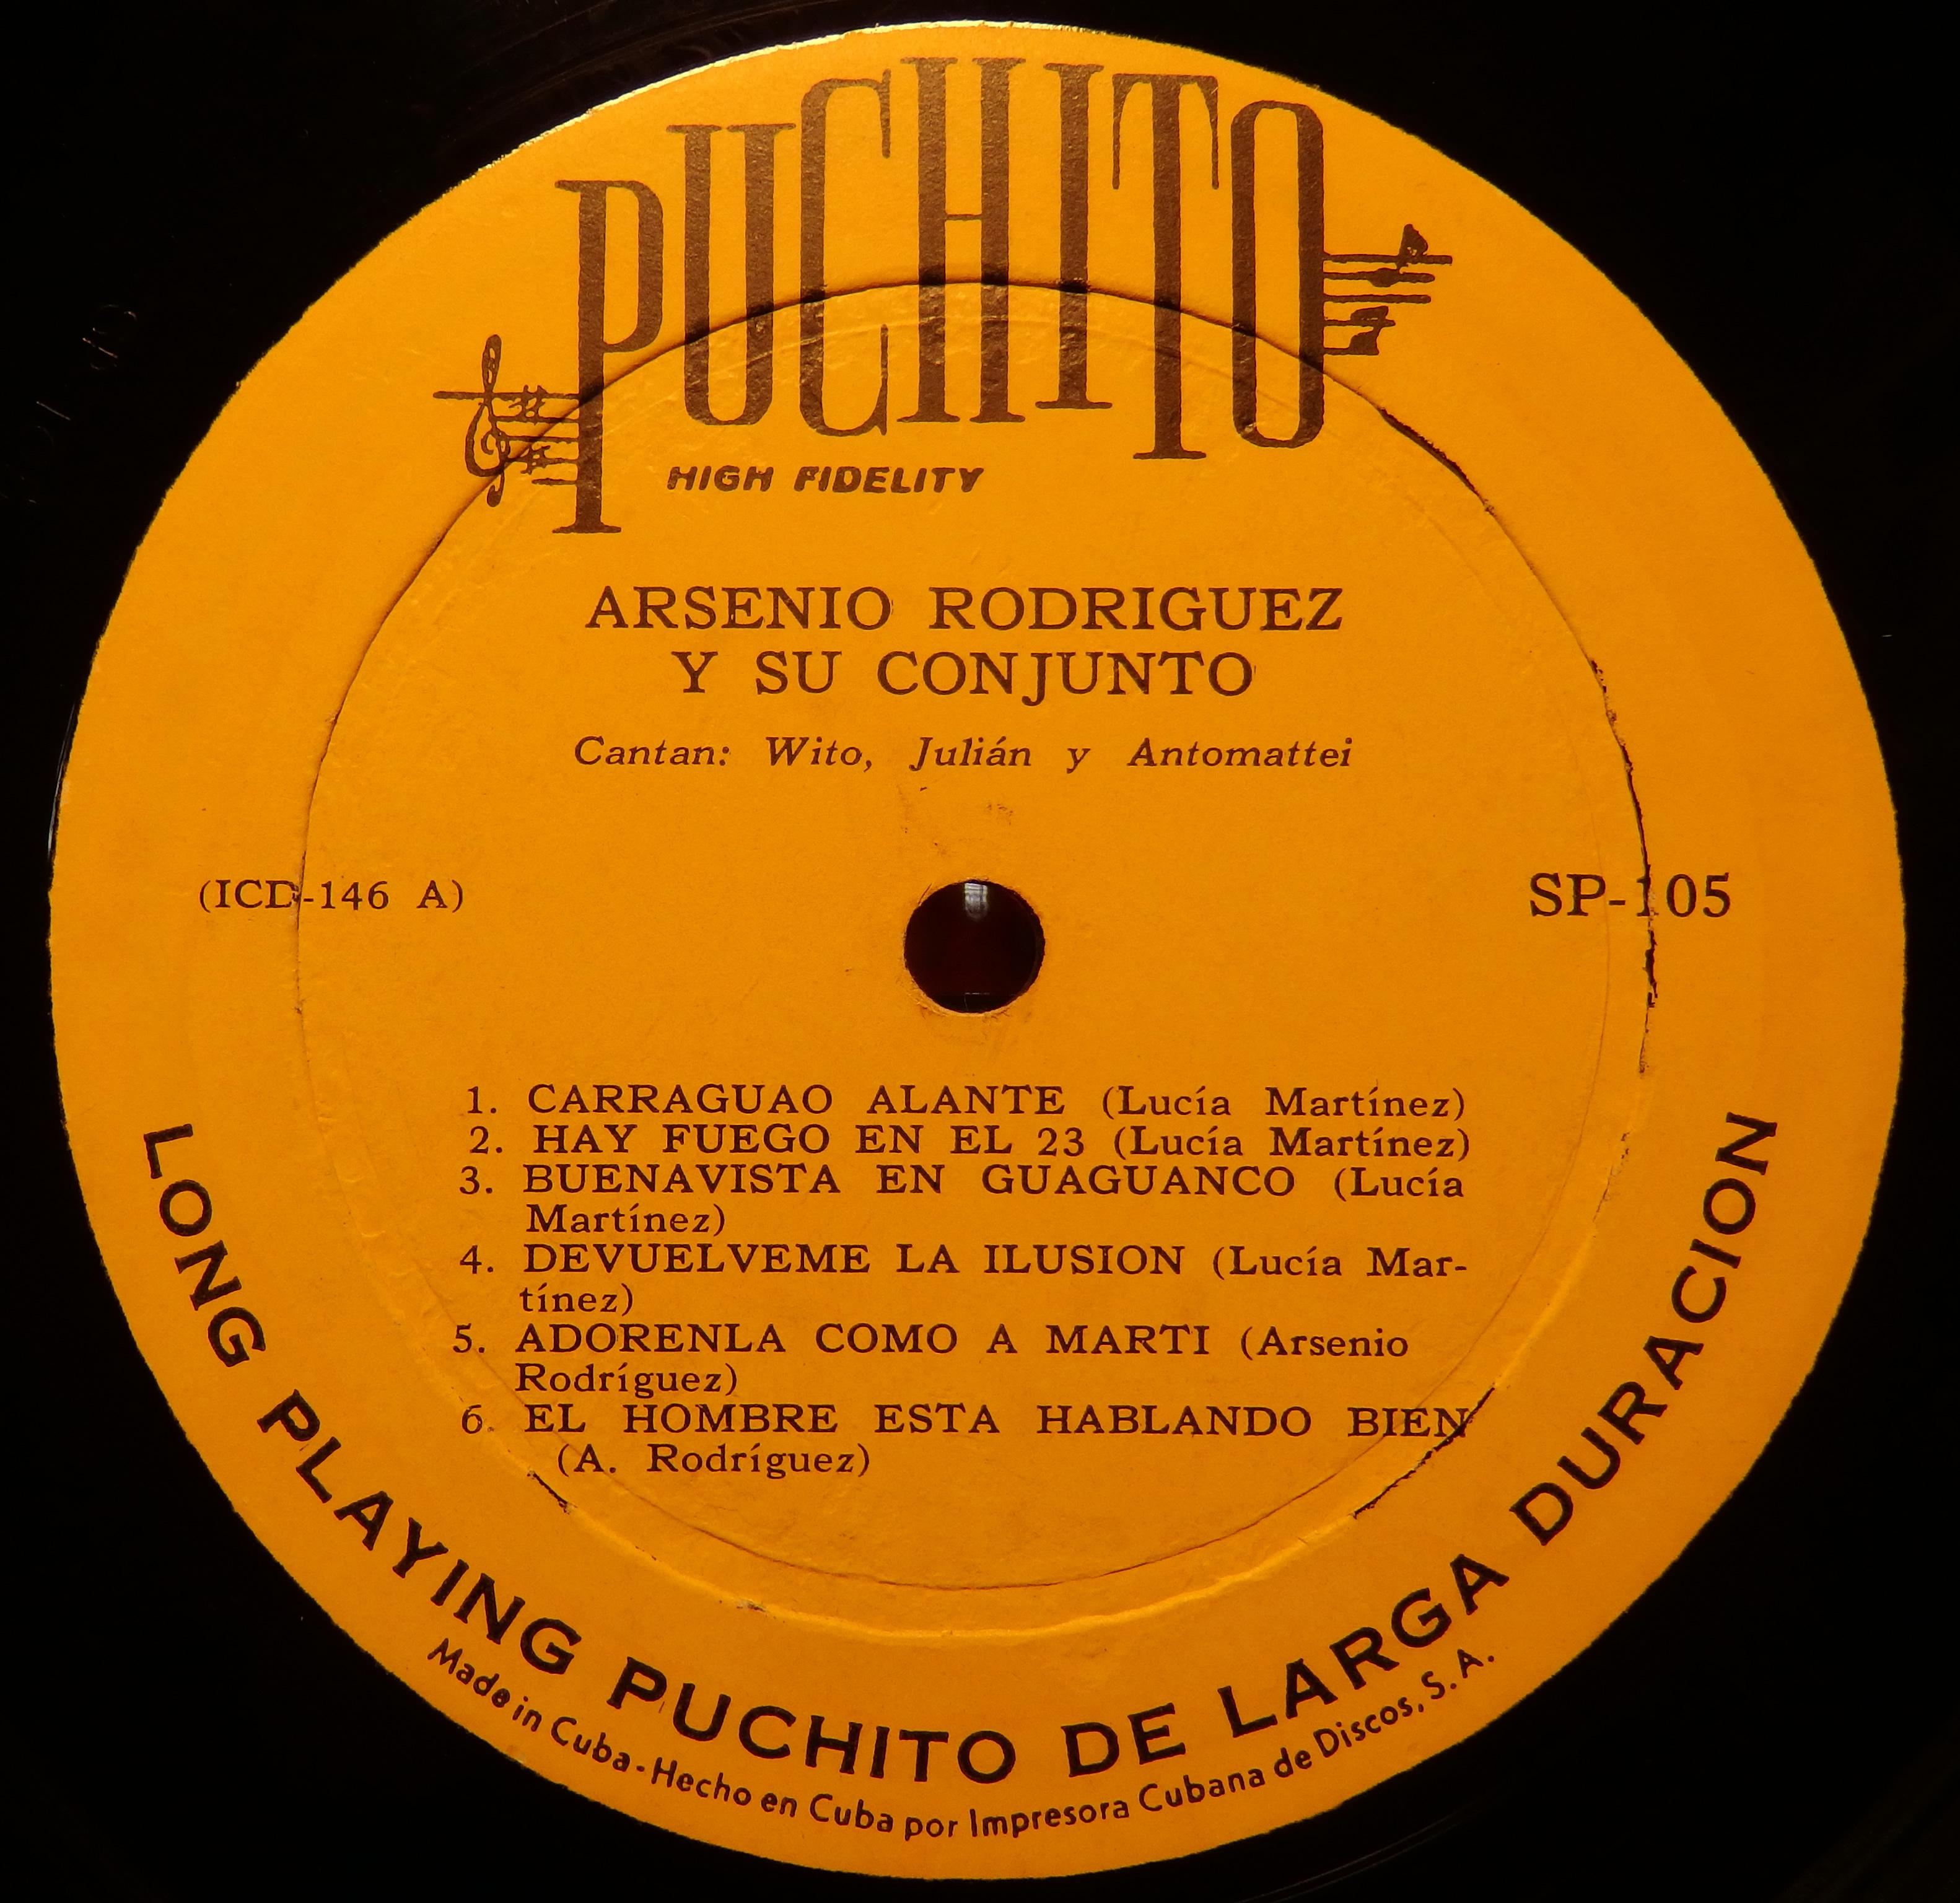 PUCHITO
HIGH FIDELITY
ARSENIO RODRIGUEZ
Y SU CONJUNTO
Cantan: Wito, Julián y Antomattei
(ICD-146 A)
SP-105
1. CARRAGUAO ALANTE (Lucía Martínez)
2. HAY FUEGO EN EL 23 (Lucía Martínez)
3. BUENAVISTA EN GUAGUANCO (Lucía
Martínez)
4. DEVUELVEME LA ILUSION (Lucía Mar-
tínez)
5. ADORENLA COMO A MARTI (Arsenio
Rodríguez)
6. EL HOMBRE ESTA HABLANDO BIEN
(A. Rodríguez)
LONG PLAYING PUCHITO DE LARGA DURACION
Made in Cuba-Hecho en Cuba por Impresora Cubana de Discos, S. A.